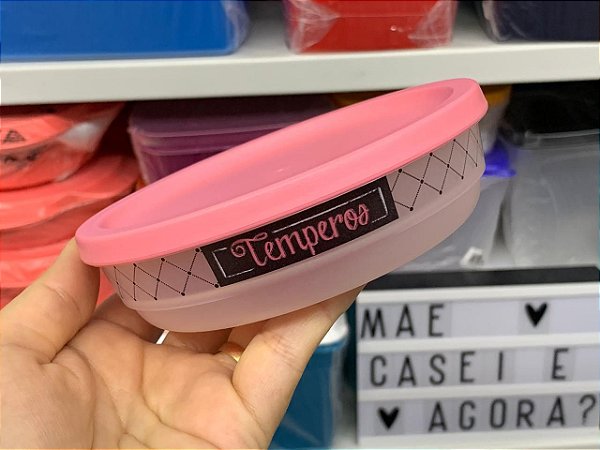 Temperos
MAE ♥
CASEI E
♥ AGORA?